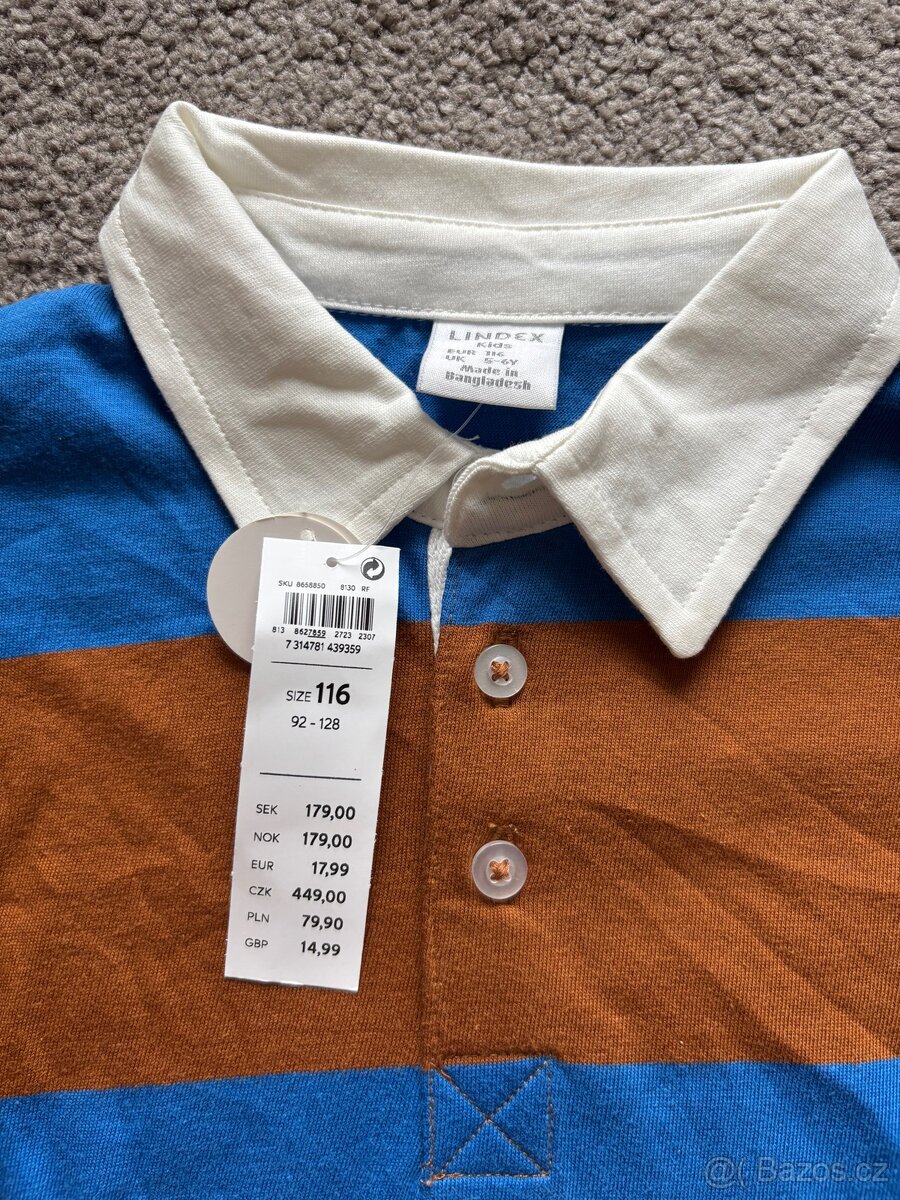 LINDEX
Kids
EUR 116
UK 5-6Y
Made in
Bangladesh
SKU 8658850 8130 RF
813 8627859 2723 2307
7 314781 439359
SIZE 116
92 - 128
SEK 179,00
NOK 179,00
EUR 17,99
CZK 449,00
PLN 79,90
GBP 14,99
@( Bazos.cz